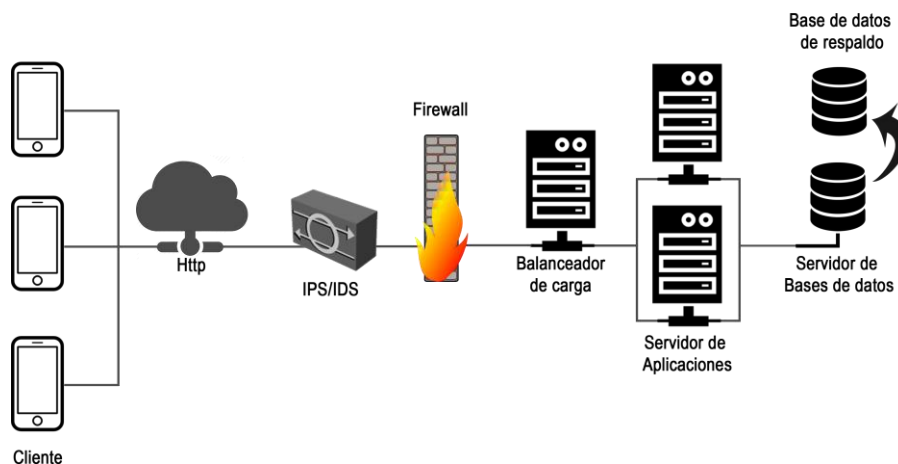 Base de datos
de respaldo
Firewall
Http
IPS/IDS
Balanceador
de carga
Servidor de
Aplicaciones
Servidor de
Bases de datos
Cliente